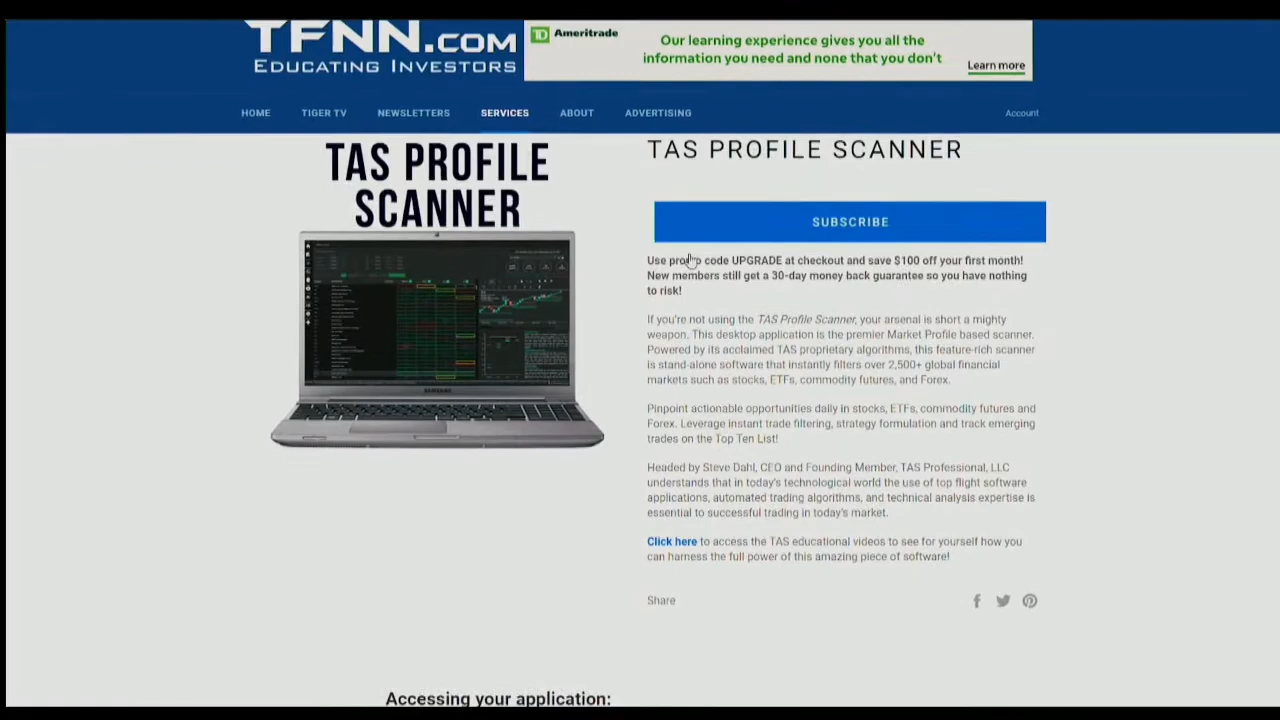 TFNN.COM
EDUCATING INVESTORS
TD Ameritrade
Our learning experience gives you all the
information you need and none that you don't
Learn more
HOME TIGER TV NEWSLETTERS SERVICES ABOUT ADVERTISING Account
TAS PROFILE
SCANNER
TAS PROFILE SCANNER
SUBSCRIBE
Use promo code UPGRADE at checkout and save $100 off your first month!
New members still get a 30-day money back guarantee so you have nothing
to risk!
If you're not using the TAS Profile Scanner, your arsenal is short a mighty
weapon. This desktop application is the premier Market Profile based scanner.
Powered by its acclaimed TAS proprietary algorithms, this feature-rich scanner
is stand-alone software that instantly filters over 2,500+ global financial
markets such as stocks, ETFs, commodity futures, and Forex.
Pinpoint actionable opportunities daily in stocks, ETFs, commodity futures and
Forex. Leverage instant trade filtering, strategy formulation and track emerging
trades on the Top Ten List!
Headed by Steve Dahl, CEO and Founding Member, TAS Professional, LLC
understands that in today's technological world the use of top flight software
applications, automated trading algorithms, and technical analysis expertise is
essential to successful trading in today's market.
Click here to access the TAS educational videos to see for yourself how you
can harness the full power of this amazing piece of software!
Share
Accessing your application: